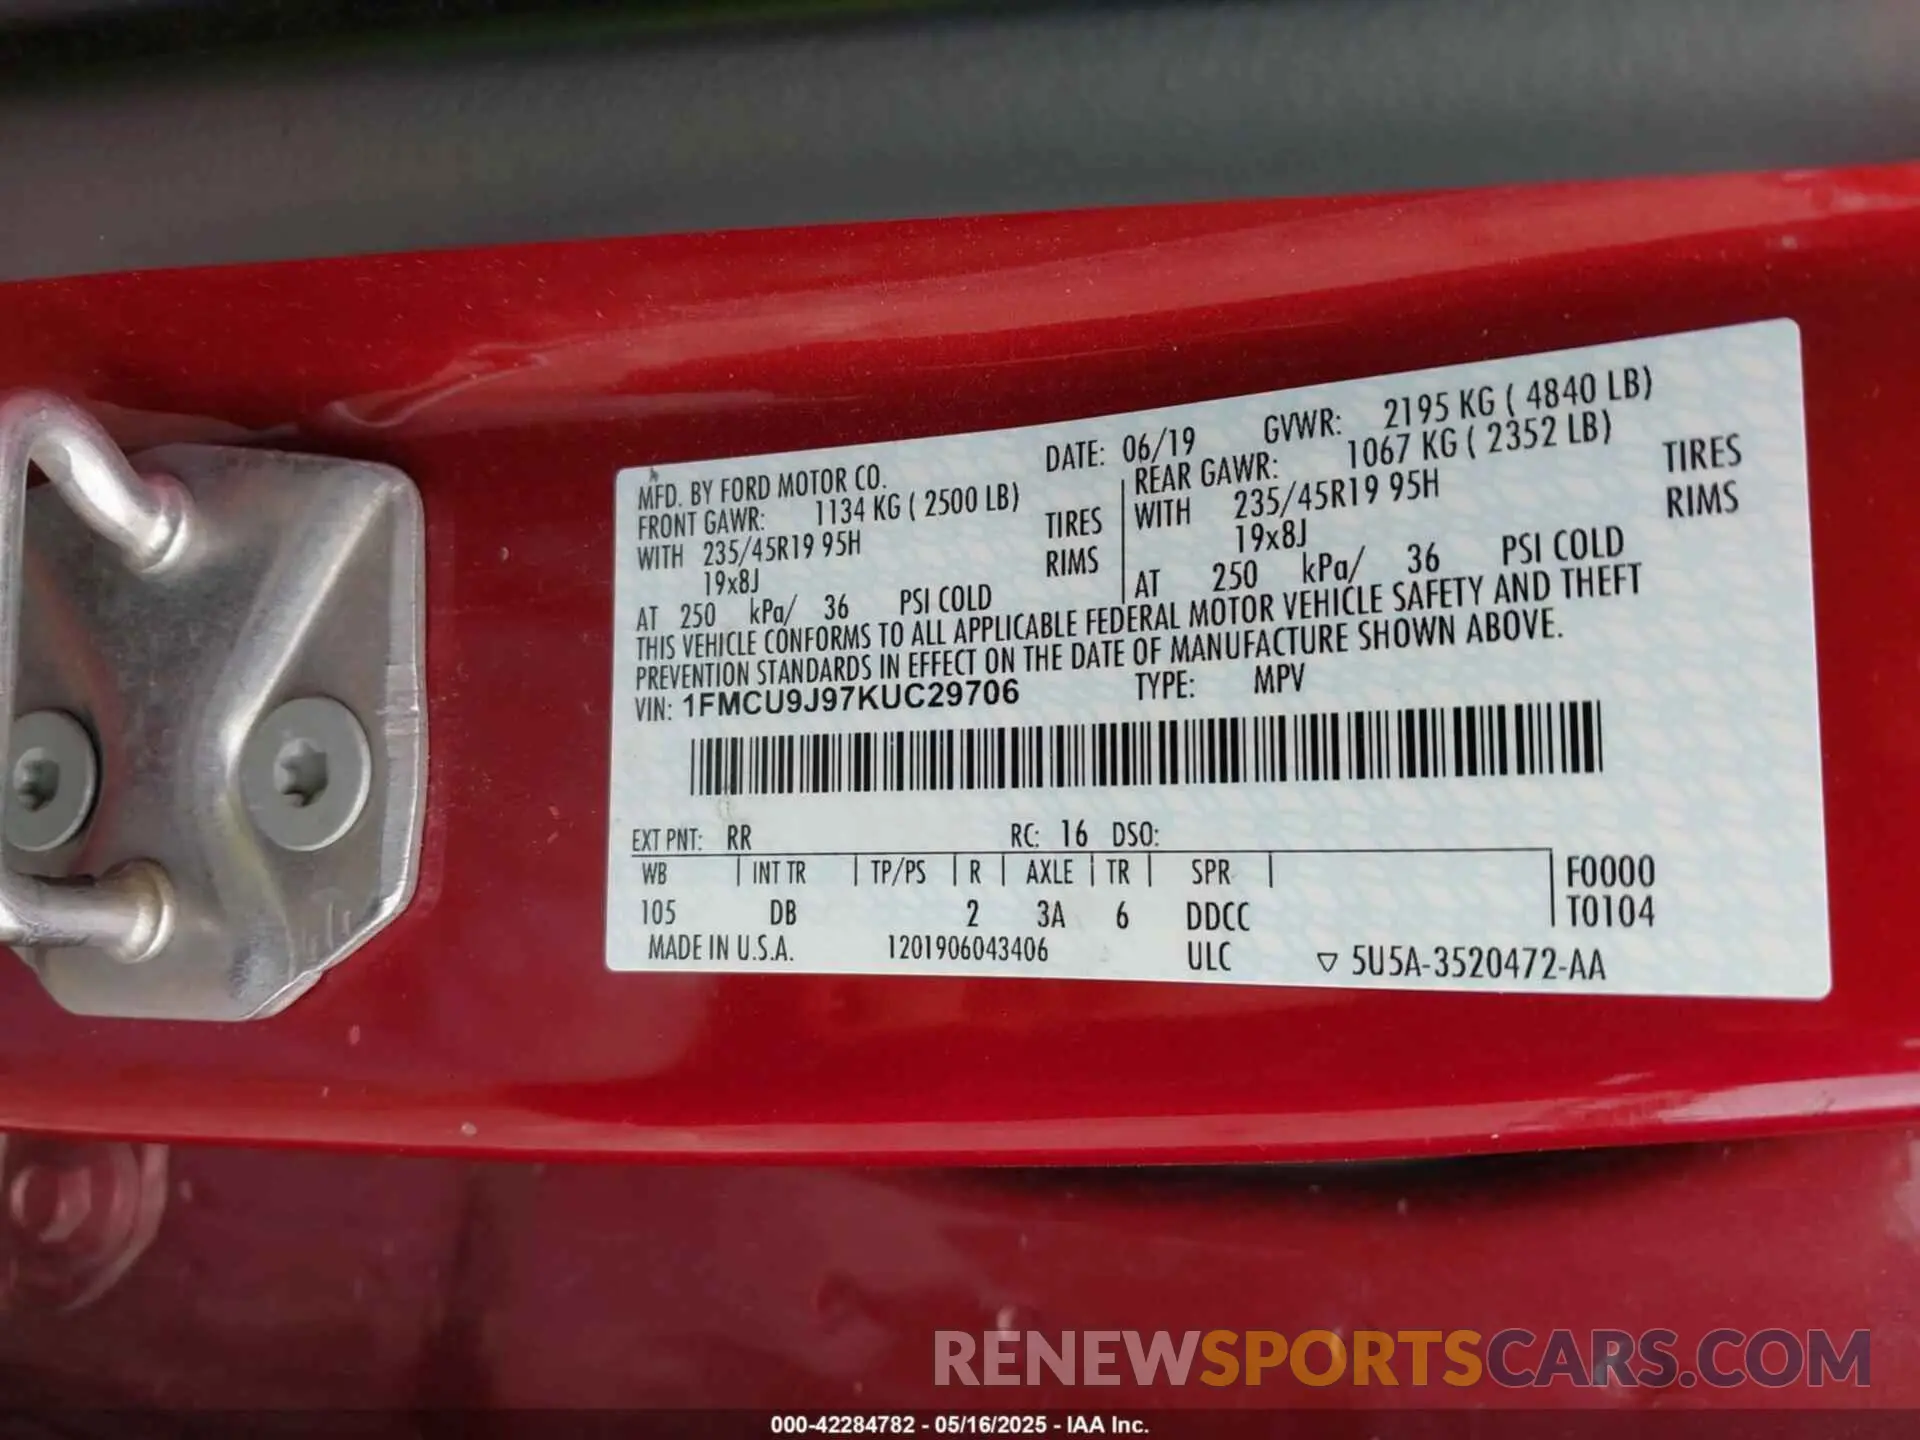 MFD. BY FORD MOTOR CO. DATE: 06/19 GVWR: 2195 KG ( 4840 LB)
FRONT GAWR: 1134 KG ( 2500 LB) REAR GAWR: 1067 KG ( 2352 LB)
WITH 235/45R19 95H TIRES WITH 235/45R19 95H TIRES
19x8J RIMS 19x8J RIMS
AT 250 kPa/ 36 PSI COLD AT 250 kPa/ 36 PSI COLD
THIS VEHICLE CONFORMS TO ALL APPLICABLE FEDERAL MOTOR VEHICLE SAFETY AND THEFT
PREVENTION STANDARDS IN EFFECT ON THE DATE OF MANUFACTURE SHOWN ABOVE.
VIN: 1FMCU9J97KUC29706 TYPE: MPV
EXT PNT: RR RC: 16 DSO:
WB INT TR TP/PS R AXLE TR SPR F0000
105 DB 2 3A 6 DDCC T0104
MADE IN U.S.A. 1201906043406 ULC ▽ 5U5A-3520472-AA
RENEWSPORTSCARS.COM
000-42284782 - 05/16/2025 - IAA Inc.